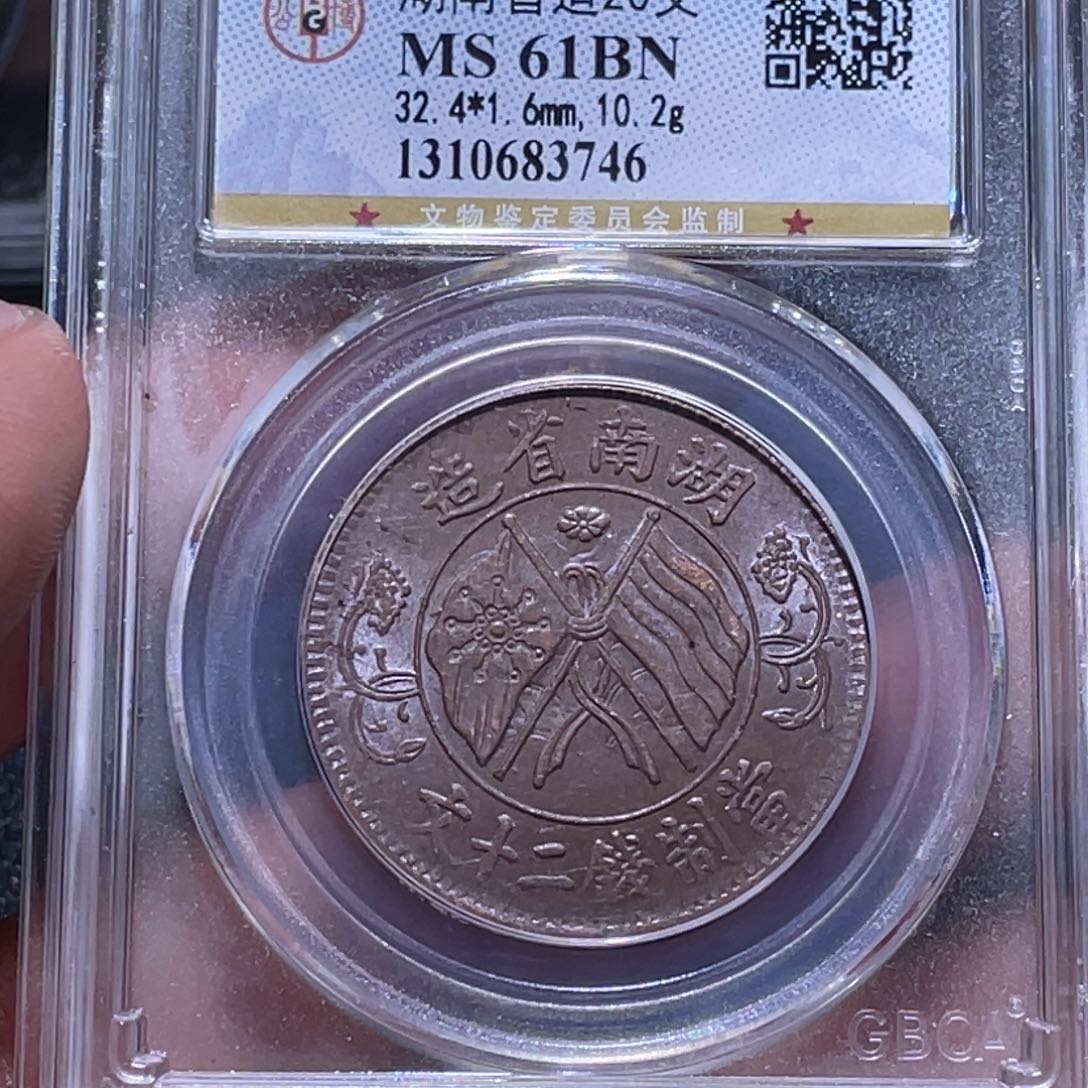 湖南省造20文
MS 61BN
32.4*1.6mm,10.2g
1310683746
★ 文物鉴定委员会监制 ★
湖南省造
當制錢二十文
GBCA